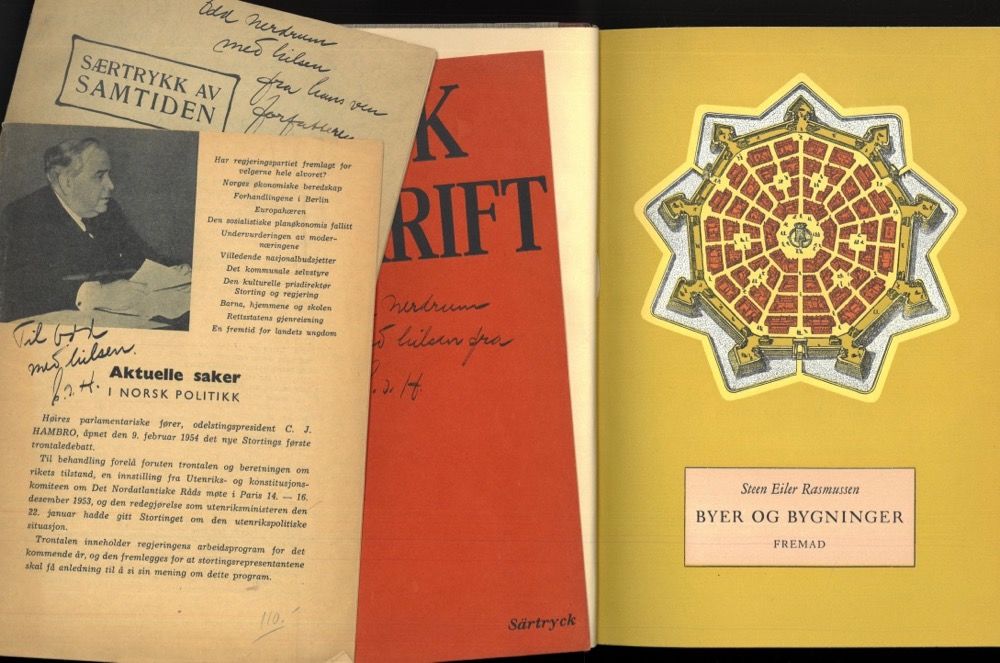 Odd Nerdrum
med hilsen
fra hans ven
forfatteren
SÆRTRYKK AV
SAMTIDEN
Har regjeringspartiet fremlagt for
velgerne hele alvoret?
Norges økonomiske beredskap
Forhandlingene i Berlin
Europahæren
Den sosialistiske planøkonomis fallitt
Undervurderingen av moder-
næringene
Villedende nasjonalbudsjetter
Det kommunale selvstyre
Den kulturelle prisdirektør
Storting og regjering
Barna, hjemmene og skolen
Rettsstatens gjenreisning
En fremtid for landets ungdom
Til Odd
med hilsen.
C. J. H.
Aktuelle saker
I NORSK POLITIKK
Høires parlamentariske fører, odelstingspresident C. J.
HAMBRO, åpnet den 9. februar 1954 det nye Stortings første
trontaledebatt.
Til behandling forelå foruten trontalen og beretningen om
rikets tilstand, en innstilling fra Utenriks- og konstitusjons-
komiteen om Det Nordatlantiske Råds møte i Paris 14. — 16.
desember 1953, og den redegjørelse som utenriksministeren den
22. januar hadde gitt Stortinget om den utenrikspolitiske
situasjon.
Trontalen inneholder regjeringens arbeidsprogram for det
kommende år, og den fremlegges for at stortingsrepresentantene
skal få anledning til å si sin mening om dette program.
110.
K
RIFT
Nerdrum
hilsen fra
C. J. H.
Särtryck
Steen Eiler Rasmussen
BYER OG BYGNINGER
FREMAD